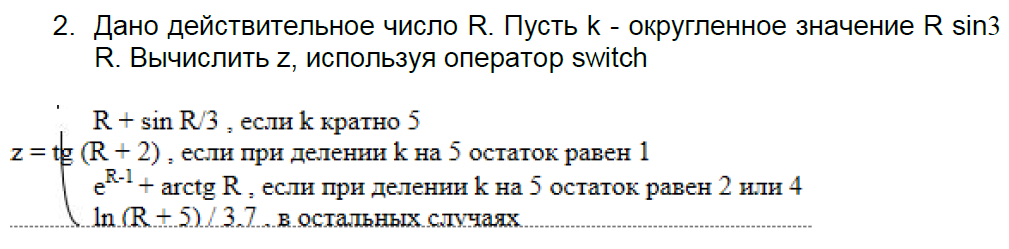 2. Дано действительное число R. Пусть k - округленное значение R sin3
R. Вычислить z, используя оператор switch
R + sin R/3 , если k кратно 5
z = tg (R + 2) , если при делении k на 5 остаток равен 1
e^R-1 + arctg R , если при делении k на 5 остаток равен 2 или 4
ln (R + 5) / 3.7 , в остальных случаях